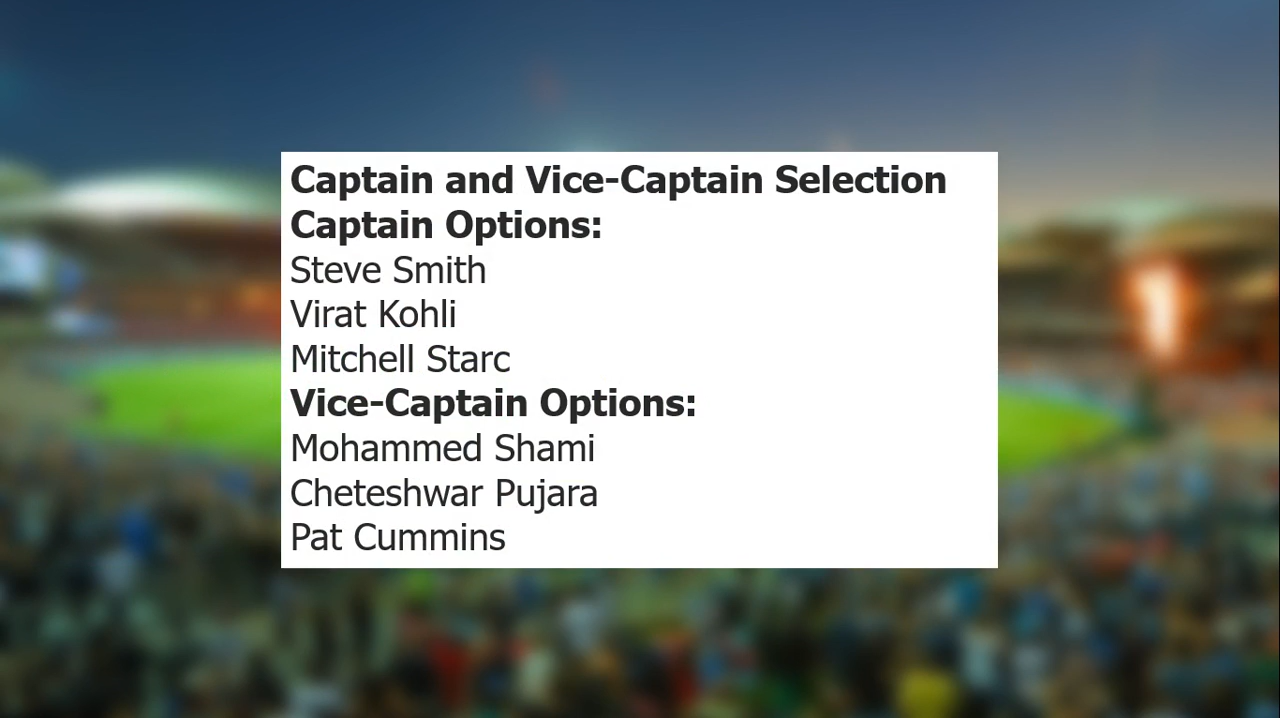 Captain and Vice-Captain Selection
Captain Options:
Steve Smith
Virat Kohli
Mitchell Starc
Vice-Captain Options:
Mohammed Shami
Cheteshwar Pujara
Pat Cummins